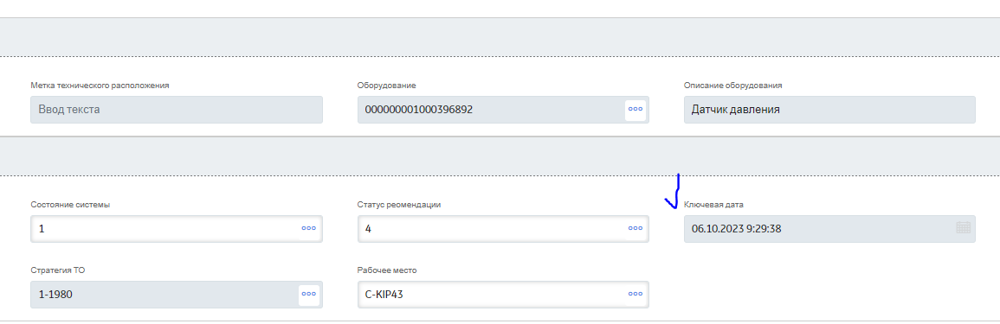 Метка технического расположения Оборудование Описание оборудования
Ввод текста 000000001000396892 Датчик давления
Состояние системы Статус реомендации Ключевая дата
1 4 06.10.2023 9:29:38
Стратегия ТО Рабочее место
1-1980 C-KIP43